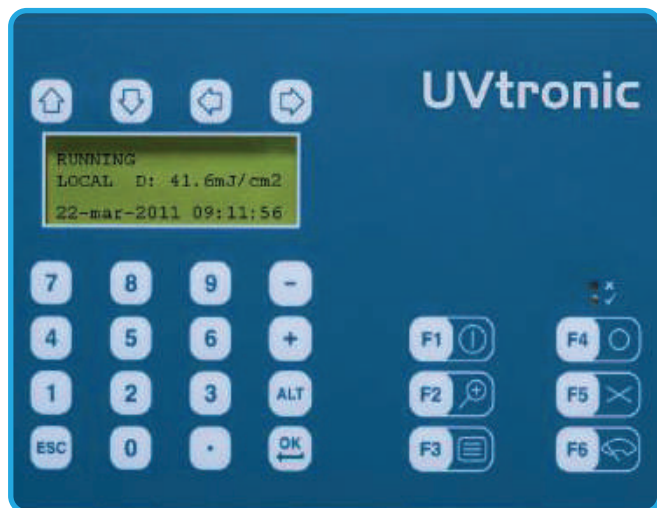 UVtronic
RUNNING
LOCAL D: 41.6mJ/cm2
22-mar-2011 09:11:56
7 8 9 -
4 5 6 +
1 2 3 ALT
ESC 0 . OK
F1 F4
F2 F5
F3 F6